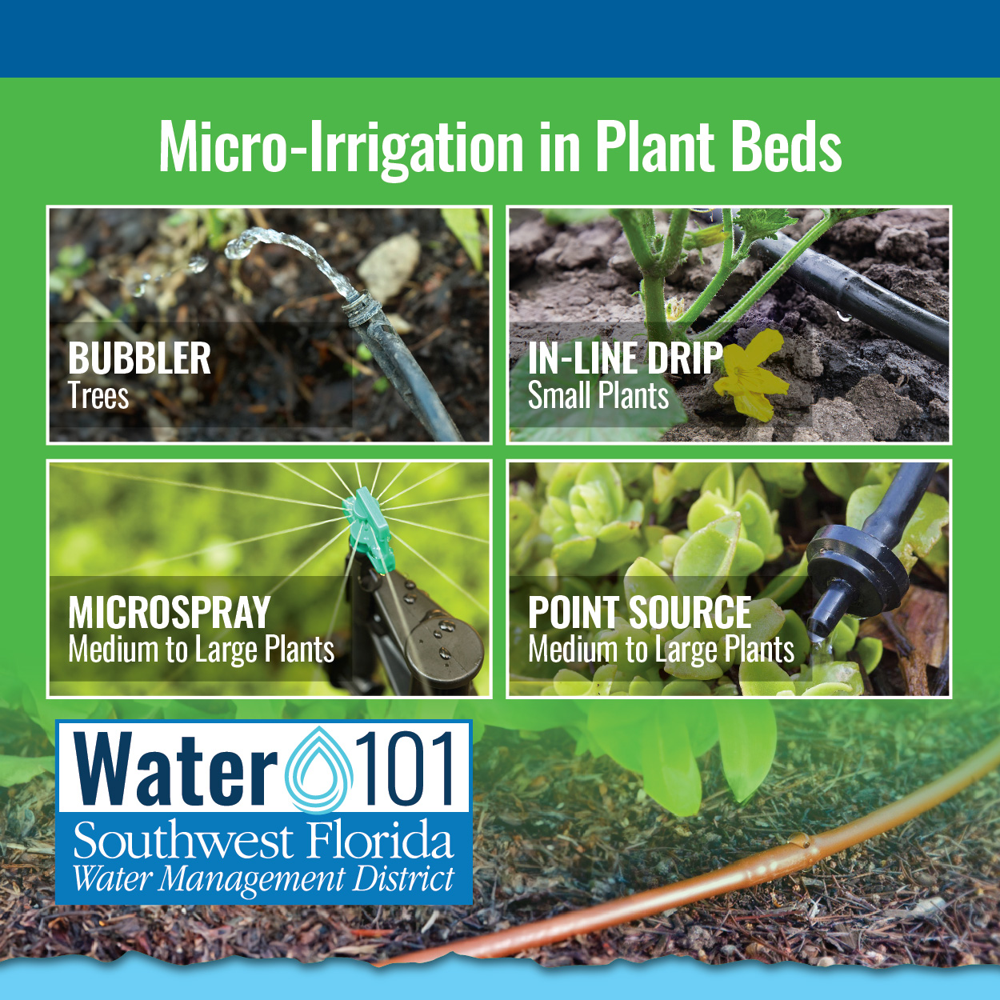 Micro-Irrigation in Plant Beds
BUBBLER
Trees
IN-LINE DRIP
Small Plants
MICROSPRAY
Medium to Large Plants
POINT SOURCE
Medium to Large Plants
Water 101
Southwest Florida
Water Management District